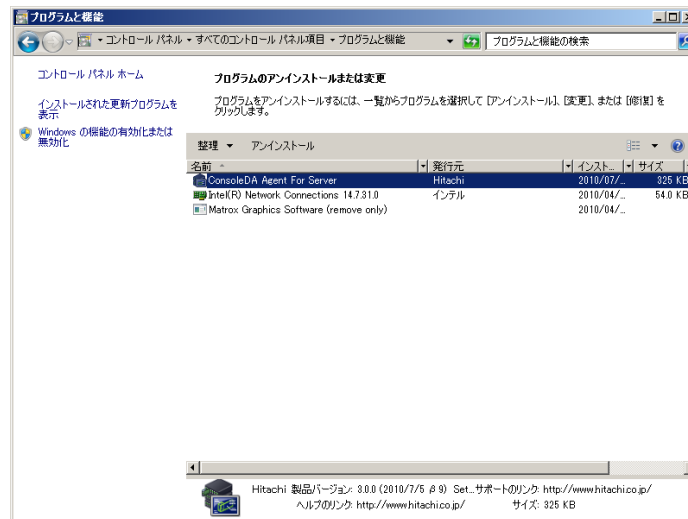 プログラムと機能
コントロール パネル すべてのコントロール パネル項目 プログラムと機能 プログラムと機能の検索
コントロール パネル ホーム
インストールされた更新プログラムを
表示
Windows の機能の有効化または
無効化
プログラムのアンインストールまたは変更
プログラムをアンインストールするには、一覧からプログラムを選択して [アンインストール]、[変更]、または [修復] を
クリックします。
整理 アンインストール
名前 発行元 インスト... サイズ
ConsoleDA Agent For Server Hitachi 2010/07/... 325 KB
Intel(R) Network Connections 14.7.31.0 インテル 2010/04/... 54.0 KB
Matrox Graphics Software (remove only) 2010/04/...
Hitachi 製品バージョン: 3.0.0 (2010/7/5 β 9) Set... サポートのリンク: http://www.hitachi.co.jp/
ヘルプのリンク: http://www.hitachi.co.jp/ サイズ: 325 KB